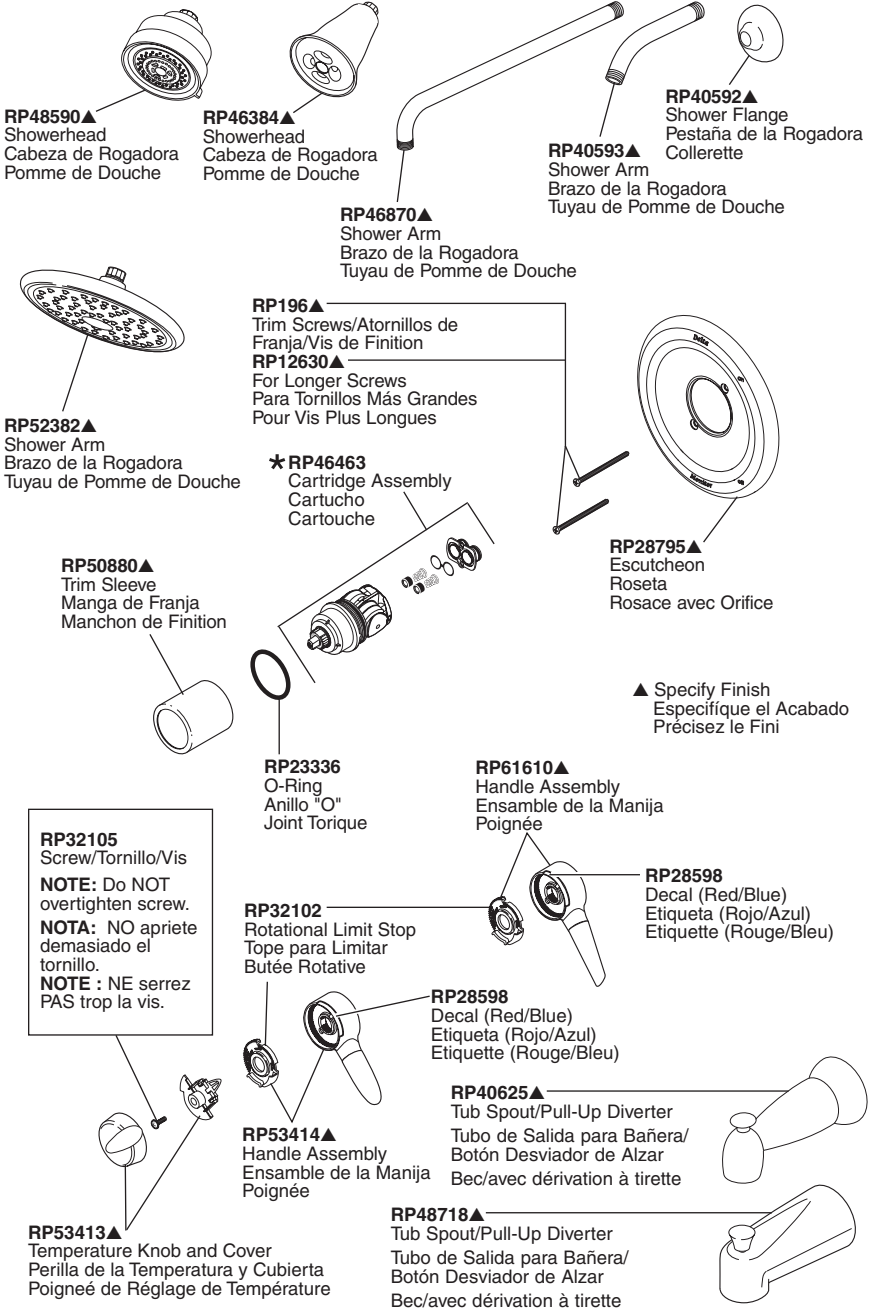 RP48590▲
Showerhead
Cabeza de Rogadora
Pomme de Douche
RP46384▲
Showerhead
Cabeza de Rogadora
Pomme de Douche
RP46870▲
Shower Arm
Brazo de la Rogadora
Tuyau de Pomme de Douche
RP40593▲
Shower Arm
Brazo de la Rogadora
Tuyau de Pomme de Douche
RP40592▲
Shower Flange
Pestaña de la Rogadora
Collerette
RP52382▲
Shower Arm
Brazo de la Rogadora
Tuyau de Pomme de Douche
RP196▲
Trim Screws/Atornillos de
Franja/Vis de Finition
RP12630▲
For Longer Screws
Para Tornillos Más Grandes
Pour Vis Plus Longues
Delta
Off
On
Monitor
RP28795▲
Escutcheon
Roseta
Rosace avec Orifice
*RP46463
Cartridge Assembly
Cartucho
Cartouche
RP50880▲
Trim Sleeve
Manga de Franja
Manchon de Finition
▲ Specify Finish
Especifíque el Acabado
Précisez le Fini
RP23336
O-Ring
Anillo "O"
Joint Torique
RP61610▲
Handle Assembly
Ensamble de la Manija
Poignée
RP28598
Decal (Red/Blue)
Etiqueta (Rojo/Azul)
Etiquette (Rouge/Bleu)
RP32105
Screw/Tornillo/Vis
NOTE: Do NOT
overtighten screw.
NOTA: NO apriete
demasiado el
tornillo.
NOTE : NE serrez
PAS trop la vis.
RP32102
Rotational Limit Stop
Tope para Limitar
Butée Rotative
RP28598
Decal (Red/Blue)
Etiqueta (Rojo/Azul)
Etiquette (Rouge/Bleu)
RP53414▲
Handle Assembly
Ensamble de la Manija
Poignée
RP40625▲
Tub Spout/Pull-Up Diverter
Tubo de Salida para Bañera/
Botón Desviador de Alzar
Bec/avec dérivation à tirette
RP53413▲
Temperature Knob and Cover
Perilla de la Temperatura y Cubierta
Poigneé de Réglage de Température
RP48718▲
Tub Spout/Pull-Up Diverter
Tubo de Salida para Bañera/
Botón Desviador de Alzar
Bec/avec dérivation à tirette